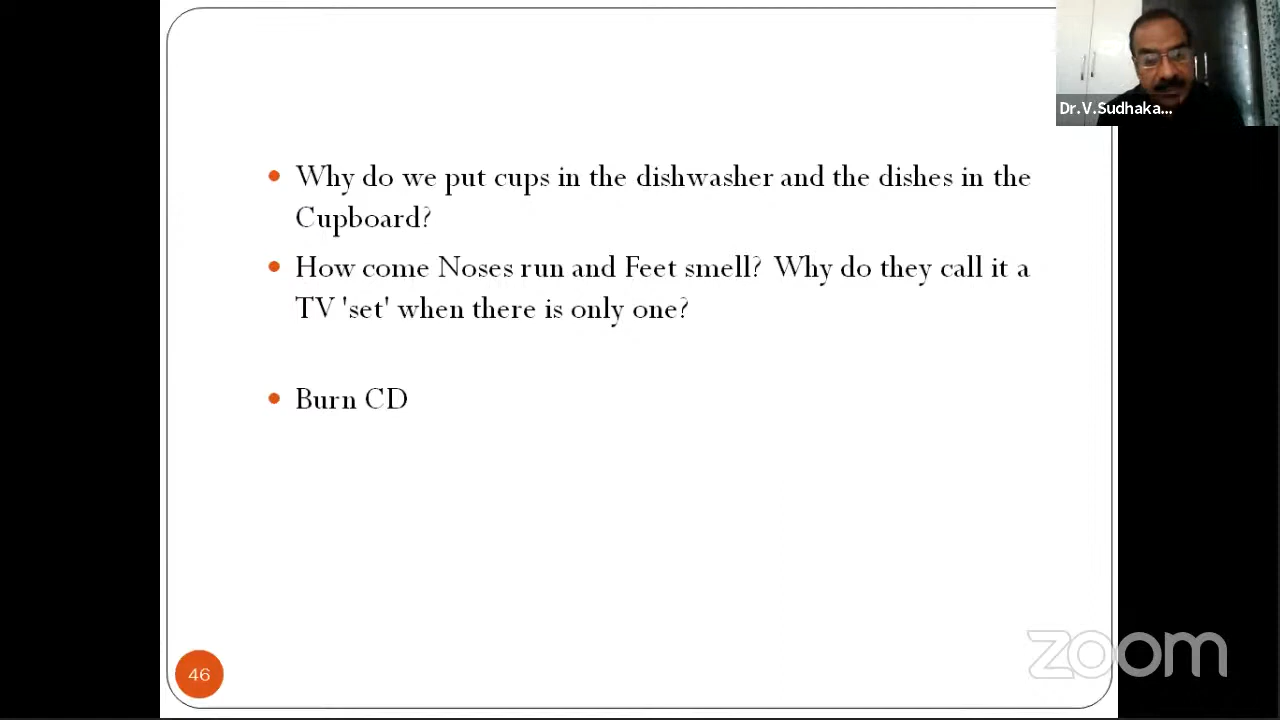 Dr.V.Sudhaka...
• Why do we put cups in the dishwasher and the dishes in the
Cupboard?
• How come Noses run and Feet smell? Why do they call it a
TV 'set' when there is only one?
• Burn CD
46
zoom